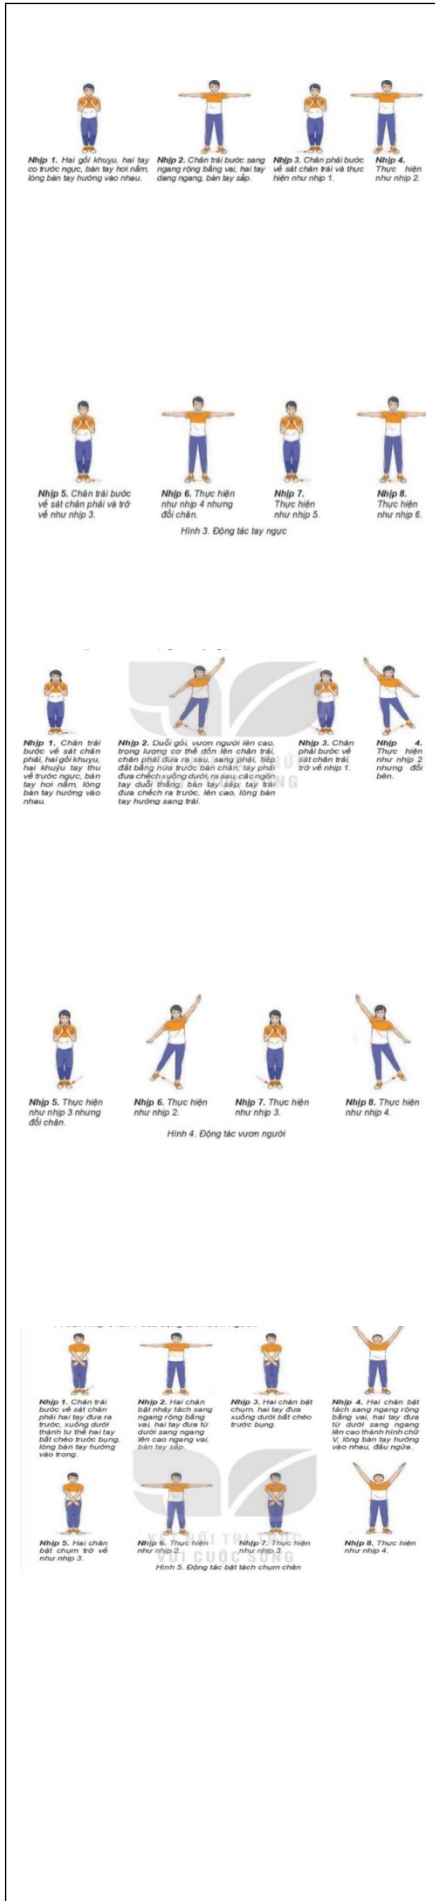 Nhịp 1. Hai gối khuỵu, hai tay
co trước ngực, bàn tay hơi nắm,
lòng bàn tay hướng vào nhau.
Nhịp 2. Chân trái bước sang
ngang rộng bằng vai, hai tay
dang ngang, bàn tay sấp.
Nhịp 3. Chân phải bước
về sát chân trái và thực
hiện như nhịp 1.
Nhịp 4.
Thực hiện
như nhịp 2.
Nhịp 5. Chân trái bước
về sát chân phải và trở
về như nhịp 3.
Nhịp 6. Thực hiện
như nhịp 4 nhưng
đổi chân.
Nhịp 7.
Thực hiện
như nhịp 5.
Nhịp 8.
Thực hiện
như nhịp 6.
Hình 3. Động tác tay ngực
Nhịp 1. Chân trái
bước về sát chân
phải, hai gối khuỵu,
hai khuỷu tay thu
về trước ngực, bàn
tay hơi nắm, lòng
bàn tay hướng vào
nhau.
Nhịp 2. Duỗi gối, vươn người lên cao,
trọng lượng cơ thể dồn lên chân trái,
chân phải đưa ra sau, sang phải, tiếp
đất bằng nửa trước bàn chân, tay phải
đưa chếch xuống dưới, ra sau, các ngón
tay duỗi thẳng, bàn tay sấp; tay trái
đưa chếch ra trước, lên cao, lòng bàn
tay hướng sang trái.
Nhịp 3. Chân
phải bước về
sát chân trái,
trở về nhịp 1.
Nhịp 4.
Thực hiện
như nhịp 2
nhưng đổi
bên.
Nhịp 5. Thực hiện
như nhịp 3 nhưng
đổi chân.
Nhịp 6. Thực hiện
như nhịp 2.
Nhịp 7. Thực hiện
như nhịp 3.
Nhịp 8. Thực hiện
như nhịp 4.
Hình 4. Động tác vươn người
Nhịp 1. Chân trái
bước về sát chân
phải hai tay đưa ra
trước, xuống dưới
thành tư thế hai tay
bắt chéo trước bụng,
lòng bàn tay hướng
vào trong.
Nhịp 2. Hai chân
bật nhảy tách sang
ngang rộng bằng
vai, hai tay đưa từ
dưới sang ngang
lên cao ngang vai,
bàn tay sấp.
Nhịp 3. Hai chân bật
chụm, hai tay đưa
xuống dưới bắt chéo
trước bụng.
Nhịp 4. Hai chân bật
tách sang ngang rộng
bằng vai, hai tay đưa
từ dưới sang ngang
lên cao thành hình chữ
V, lòng bàn tay hướng
vào nhau, đầu ngửa.
Nhịp 5. Hai chân
bật chụm trở về
như nhịp 3.
Nhịp 6. Thực hiện
như nhịp 2.
Nhịp 7. Thực hiện
như nhịp 3.
Nhịp 8. Thực hiện
như nhịp 4.
KẾT NỐI TRI THỨC
VỚI CUỘC SỐNG
Hình 5. Động tác bật tách chụm chân